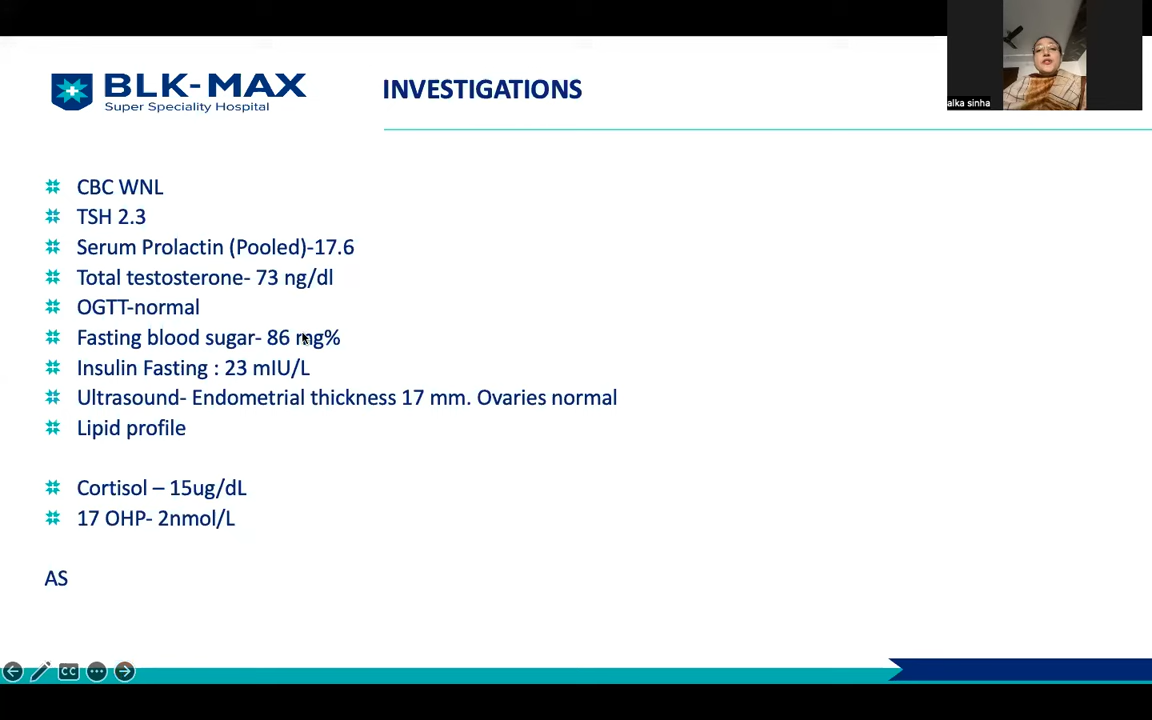 BLK-MAX
Super Speciality Hospital
INVESTIGATIONS
alka sinha
CBC WNL
TSH 2.3
Serum Prolactin (Pooled)-17.6
Total testosterone- 73 ng/dl
OGTT-normal
Fasting blood sugar- 86 mg%
Insulin Fasting : 23 mIU/L
Ultrasound- Endometrial thickness 17 mm. Ovaries normal
Lipid profile
Cortisol – 15ug/dL
17 OHP- 2nmol/L
AS
CC